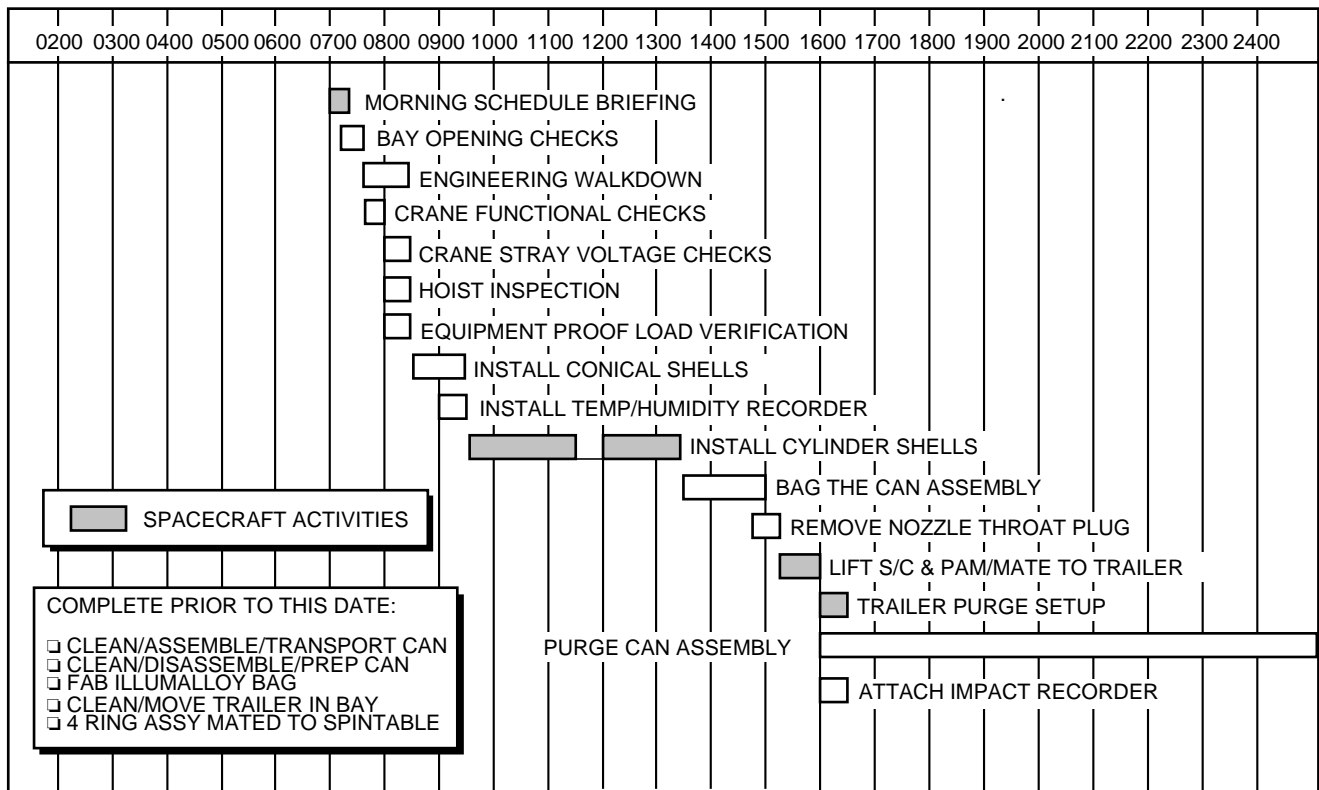 0200 0300 0400 0500 0600 0700 0800 0900 1000 1100 1200 1300 1400 1500 1600 1700 1800 1900 2000 2100 2200 2300 2400
MORNING SCHEDULE BRIEFING
BAY OPENING CHECKS
ENGINEERING WALKDOWN
CRANE FUNCTIONAL CHECKS
CRANE STRAY VOLTAGE CHECKS
HOIST INSPECTION
EQUIPMENT PROOF LOAD VERIFICATION
INSTALL CONICAL SHELLS
INSTALL TEMP/HUMIDITY RECORDER
INSTALL CYLINDER SHELLS
BAG THE CAN ASSEMBLY
SPACECRAFT ACTIVITIES
REMOVE NOZZLE THROAT PLUG
LIFT S/C & PAM/MATE TO TRAILER
TRAILER PURGE SETUP
PURGE CAN ASSEMBLY
ATTACH IMPACT RECORDER
COMPLETE PRIOR TO THIS DATE:
❏ CLEAN/ASSEMBLE/TRANSPORT CAN
❏ CLEAN/DISASSEMBLE/PREP CAN
❏ FAB ILLUMALLOY BAG
❏ CLEAN/MOVE TRAILER IN BAY
❏ 4 RING ASSY MATED TO SPINTABLE